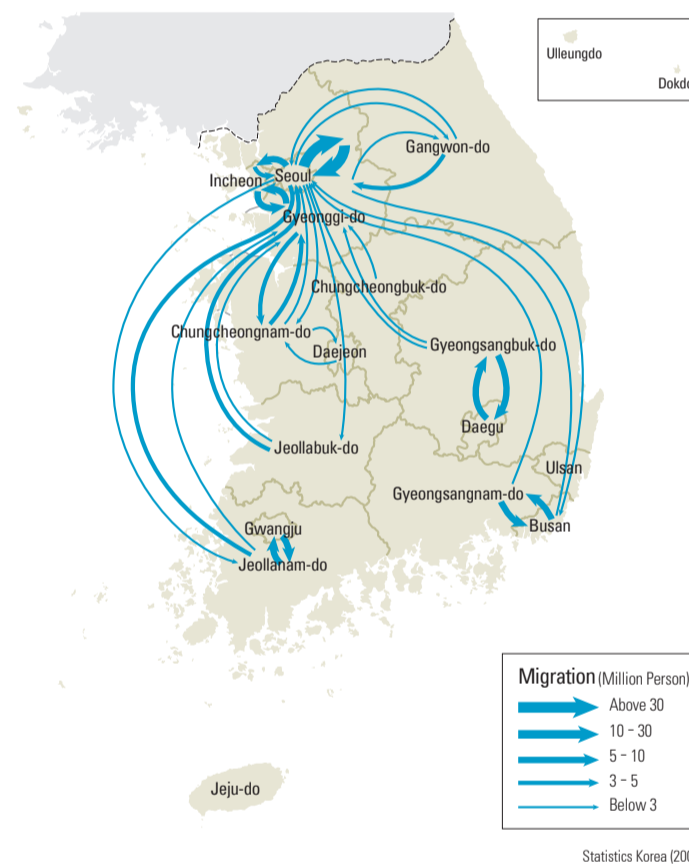 Ulleungdo
Dokdo
Gangwon-do
Incheon
Seoul
Gyeonggi-do
Chungcheongbuk-do
Chungcheongnam-do
Daejeon
Gyeongsangbuk-do
Daegu
Jeollabuk-do
Ulsan
Gyeongsangnam-do
Busan
Gwangju
Jeollanam-do
Jeju-do
Migration (Million Person)
Above 30
10 – 30
5 – 10
3 – 5
Below 3
Statistics Korea